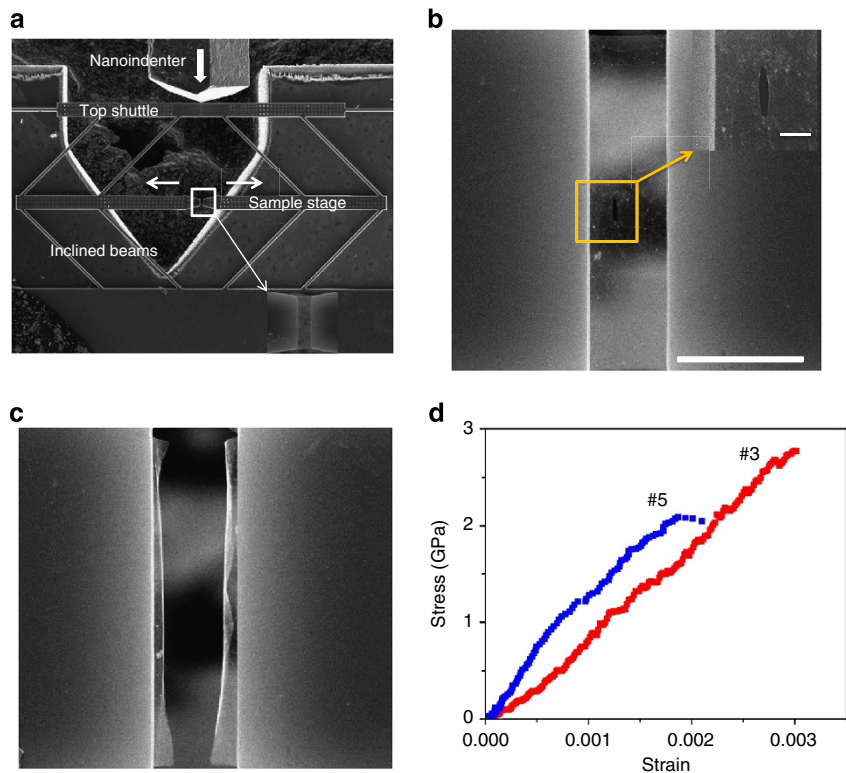 a
Nanoindenter
Top shuttle
Sample stage
Inclined beams
b
c
d
3
2
1
0
Stress (GPa)
#3
#5
0.000
0.001
0.002
0.003
Strain